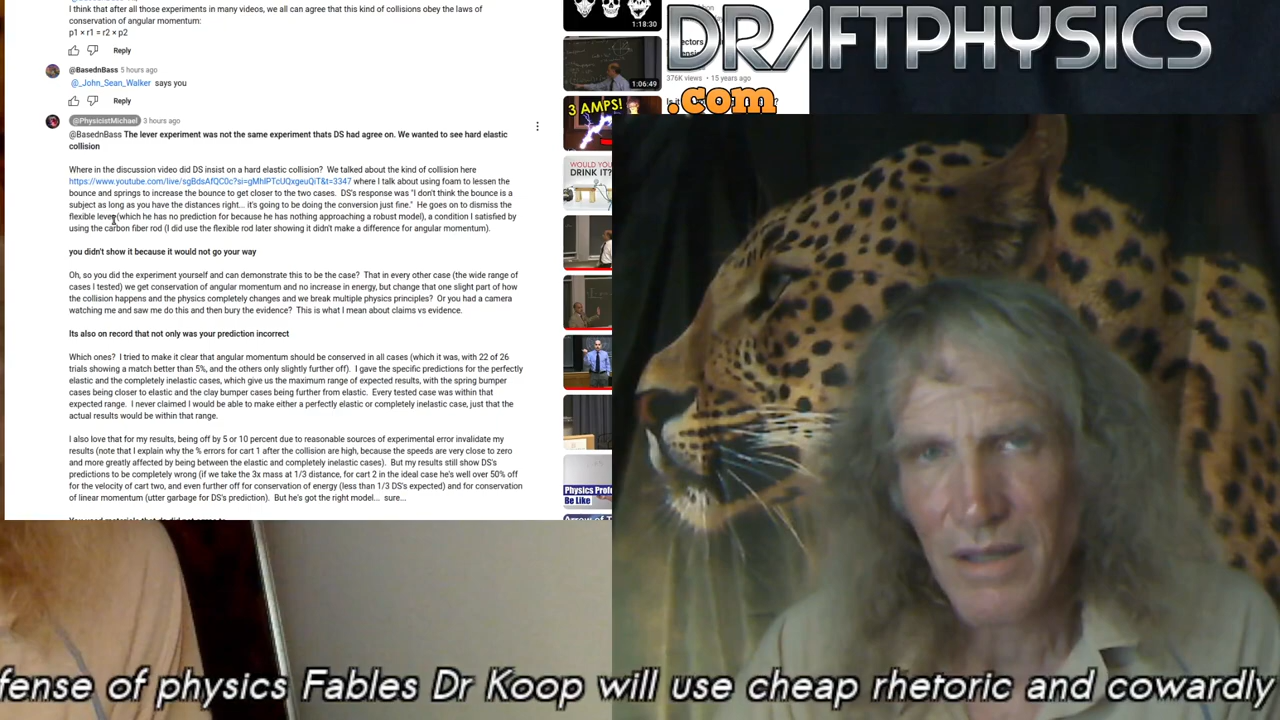 I think that after all those experiments in many videos, we all can agree that this kind of collisions obey the laws of
conservation of angular momentum:
p1 × r1 = r2 × p2
Reply
@BasednBass 5 hours ago
@_John_Sean_Walker says you
Reply
@PhysicistMichael 3 hours ago
@BasednBass The lever experiment was not the same experiment thats DS had agree on. We wanted to see hard elastic
collision
Where in the discussion video did DS insist on a hard elastic collision? We talked about the kind of collision here
https://www.youtube.com/live/sgBdsAfQC0c?si=gMhlPTcUQxgeuQiT&t=3347 where I talk about using foam to lessen the
bounce and springs to increase the bounce to get closer to the two cases. DS's response was "I don't think the bounce is a
subject as long as you have the distances right... it's going to be doing the conversion just fine." He goes on to dismiss the
flexible lever (which he has no prediction for because he has nothing approaching a robust model), a condition I satisfied by
using the carbon fiber rod (I did use the flexible rod later showing it didn't make a difference for angular momentum).
you didn't show it because it would not go your way
Oh, so you did the experiment yourself and can demonstrate this to be the case? That in every other case (the wide range of
cases I tested) we get conservation of angular momentum and no increase in energy, but change that one slight part of how
the collision happens and the physics completely changes and we break multiple physics principles? Or you had a camera
watching me and saw me do this and then bury the evidence? This is what I mean about claims vs evidence.
Its also on record that not only was your prediction incorrect
Which ones? I tried to make it clear that angular momentum should be conserved in all cases (which it was, with 22 of 26
trials showing a match better than 5%, and the others only slightly further off). I gave the specific predictions for the perfectly
elastic and the completely inelastic cases, which give us the maximum range of expected results, with the spring bumper
cases being closer to elastic and the clay bumper cases being further from elastic. Every tested case was within that
expected range. I never claimed I would be able to make either a perfectly elastic or completely inelastic case, just that the
actual results would be within that range.
I also love that for my results, being off by 5 or 10 percent due to reasonable sources of experimental error invalidate my
results (note that I explain why the % errors for cart 1 after the collision are high, because the speeds are very close to zero
and more greatly affected by being between the elastic and completely inelastic cases). But my results still show DS's
predictions to be completely wrong (if we take the 3x mass at 1/3 distance, for cart 2 in the ideal case he's well over 50% off
for the velocity of cart two, and even further off for conservation of energy (less than 1/3 DS's expected) and for conservation
of linear momentum (utter garbage for DS's prediction). But he's got the right model... sure...
1:18:30
1:06:49
3 AMPS!
WOULD YOU
DRINK IT?
Physics Profe
Be Like
376K views • 15 years ago
DRAFTPHYSICS
.com
fense of physics Fables Dr Koop will use cheap rhetoric and cowardly